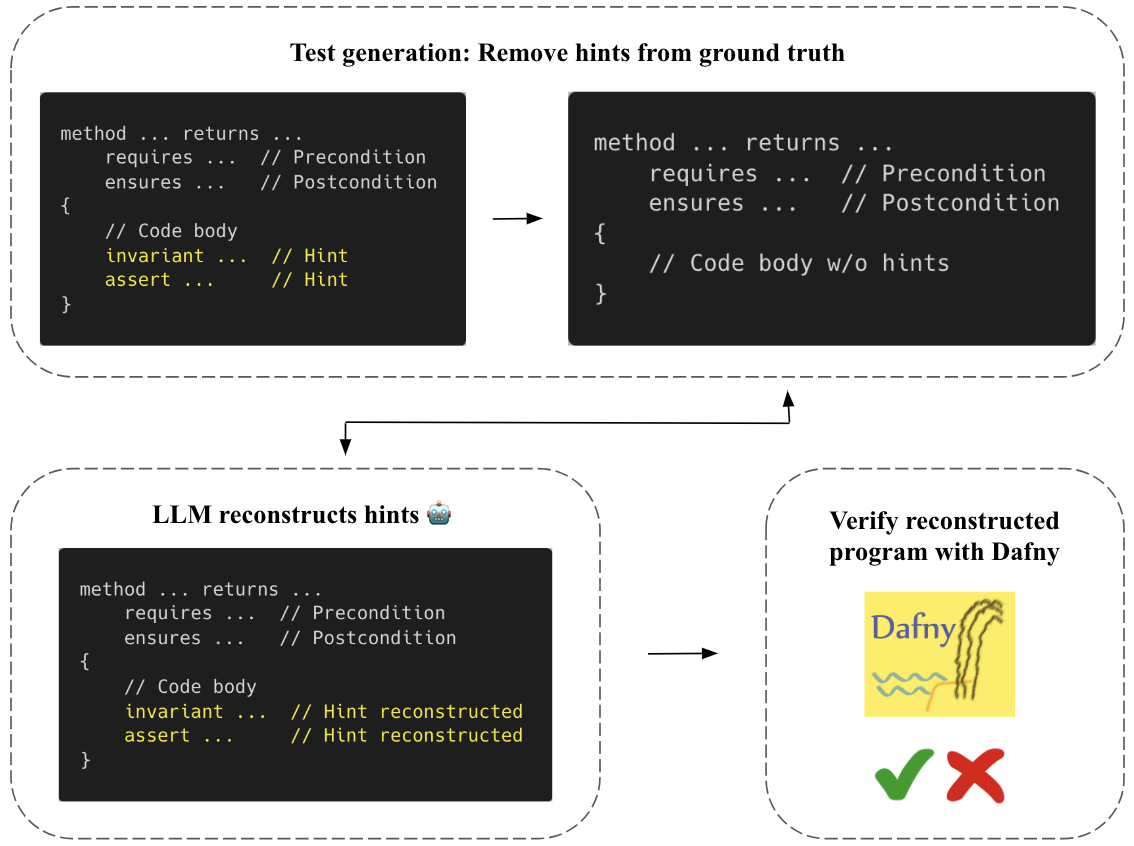 Test generation: Remove hints from ground truth
method ... returns ...
    requires ...  // Precondition
    ensures ...   // Postcondition
{
    // Code body
    invariant ...  // Hint
    assert ...     // Hint
}
method ... returns ...
    requires ...  // Precondition
    ensures ...   // Postcondition
{
    // Code body w/o hints
}
LLM reconstructs hints 🤖
method ... returns ...
    requires ...  // Precondition
    ensures ...   // Postcondition
{
    // Code body
    invariant ...  // Hint reconstructed
    assert ...     // Hint reconstructed
}
Verify reconstructed
program with Dafny
Dafny